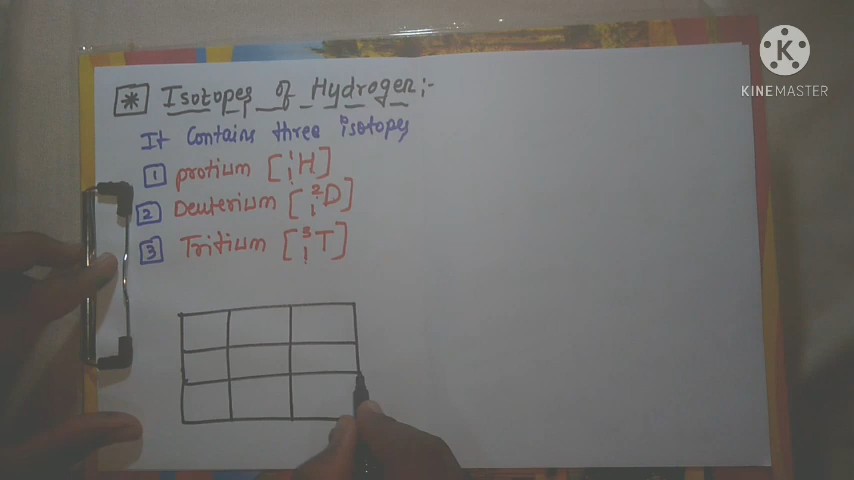 * Isotopes of Hydrogen:-
It Contains three isotopes
1 protium [¹₁H]
2 Deuterium [²₁D]
3 Tritium [³₁T]
K
KINEMASTER